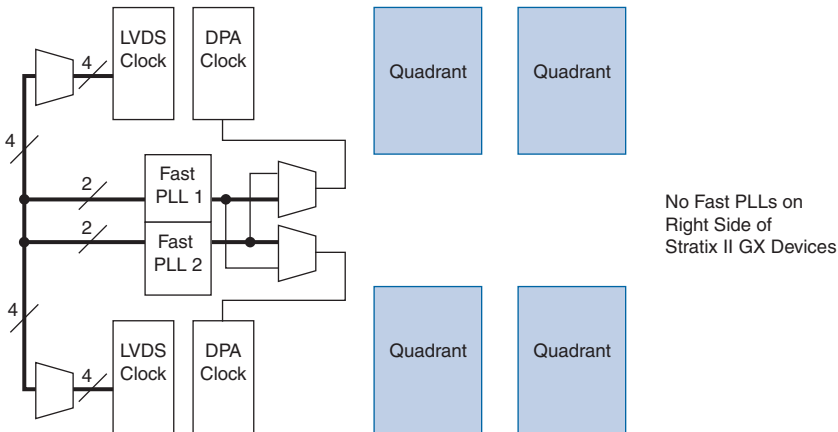 LVDS
Clock
DPA
Clock
4
Quadrant
Quadrant
4
2
Fast
PLL 1
2
Fast
PLL 2
No Fast PLLs on
Right Side of
Stratix II GX Devices
4
4
LVDS
Clock
DPA
Clock
Quadrant
Quadrant